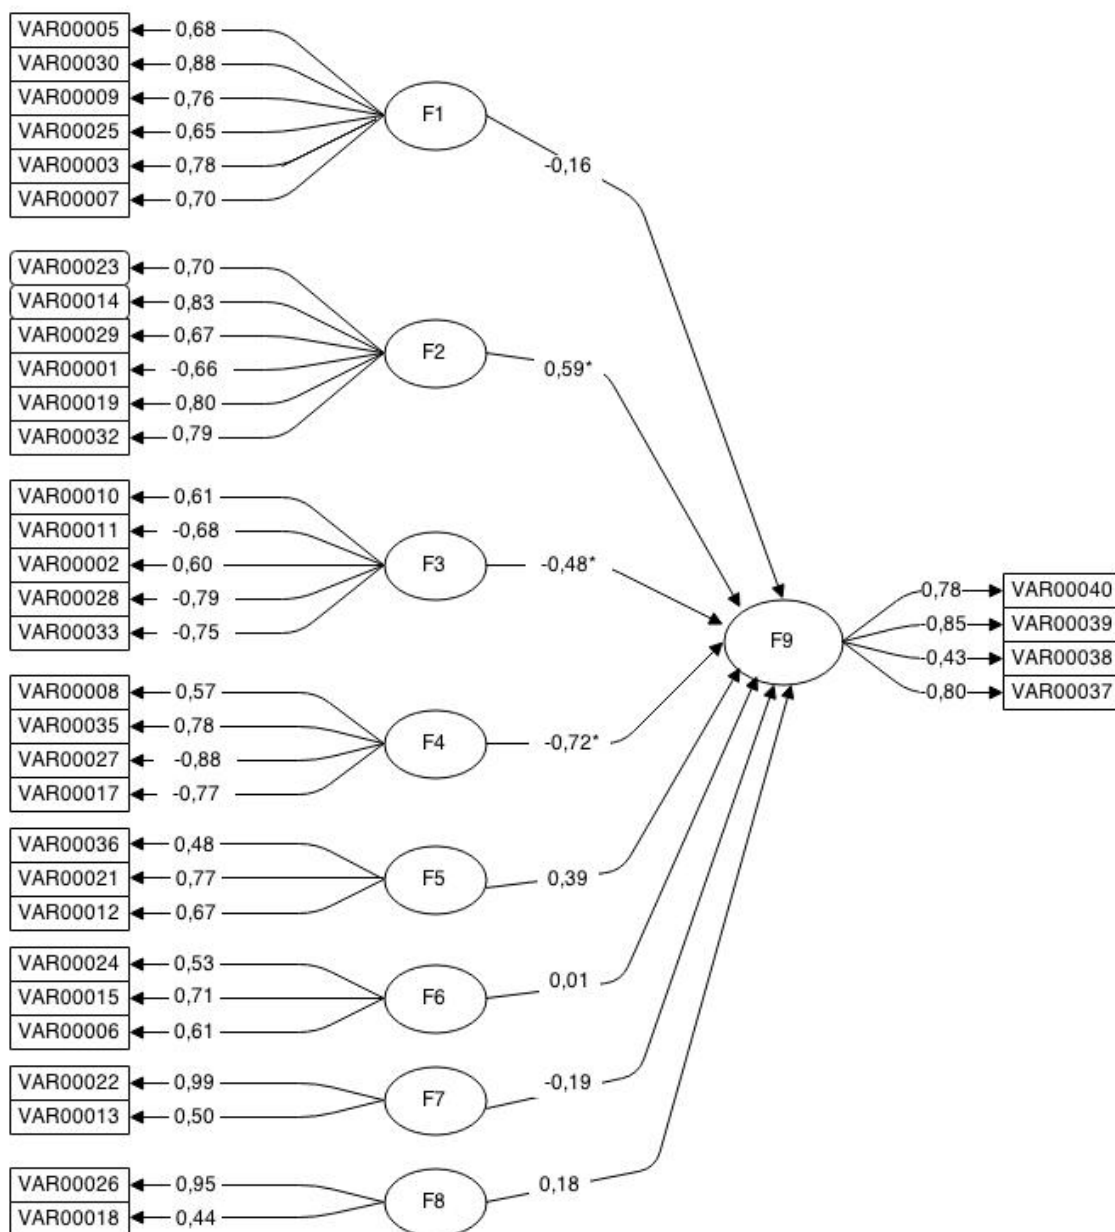 VAR00005 0,68
VAR00030 0,88
VAR00009 0,76
VAR00025 0,65
VAR00003 0,78
VAR00007 0,70
F1
-0,16
VAR00023 0,70
VAR00014 0,83
VAR00029 0,67
VAR00001 -0,66
VAR00019 0,80
VAR00032 0,79
F2
0,59*
VAR00010 0,61
VAR00011 -0,68
VAR00002 0,60
VAR00028 -0,79
VAR00033 -0,75
F3
-0,48*
F9
0,78 VAR00040
0,85 VAR00039
0,43 VAR00038
0,80 VAR00037
VAR00008 0,57
VAR00035 0,78
VAR00027 -0,88
VAR00017 -0,77
F4
-0,72*
VAR00036 0,48
VAR00021 0,77
VAR00012 0,67
F5
0,39
VAR00024 0,53
VAR00015 0,71
VAR00006 0,61
F6
0,01
VAR00022 0,99
VAR00013 0,50
F7
-0,19
VAR00026 0,95
VAR00018 0,44
F8
0,18